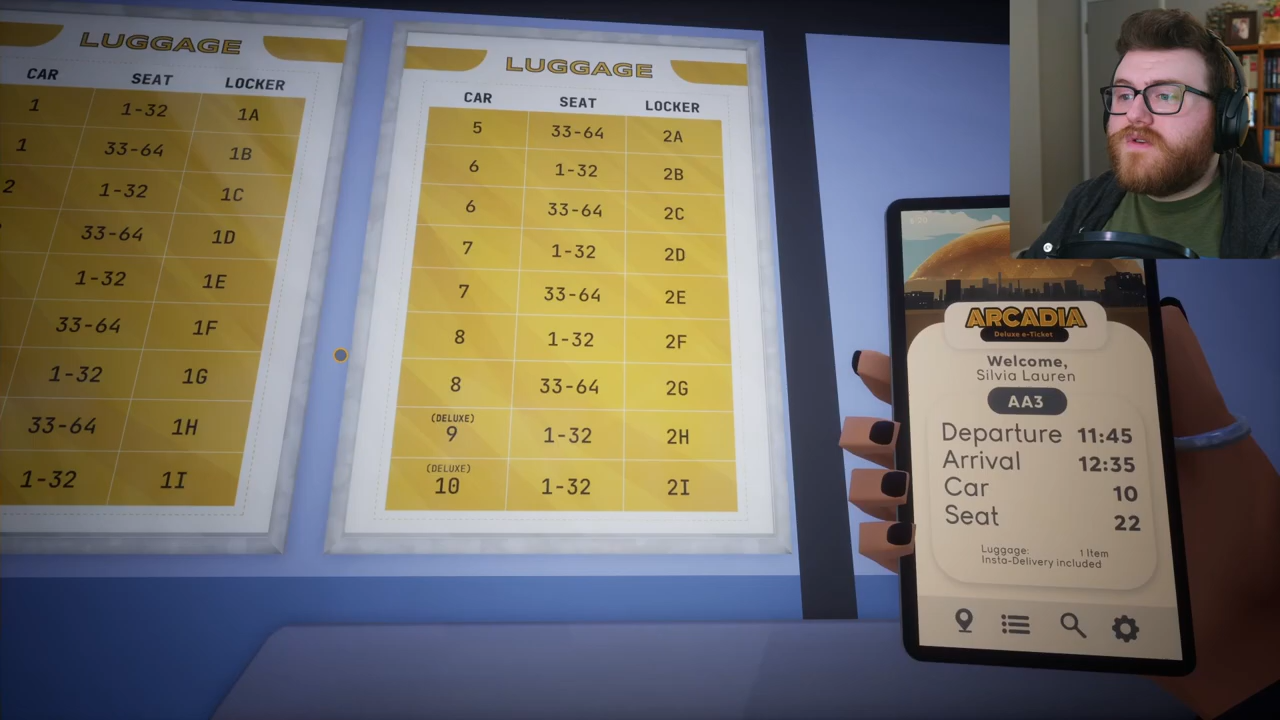 LUGGAGE
CAR SEAT LOCKER
1 1-32 1A
1 33-64 1B
2 1-32 1C
33-64 1D
1-32 1E
33-64 1F
1-32 1G
33-64 1H
1-32 1I
LUGGAGE
CAR SEAT LOCKER
5 33-64 2A
6 1-32 2B
6 33-64 2C
7 1-32 2D
7 33-64 2E
8 1-32 2F
8 33-64 2G
(DELUXE)
9 1-32 2H
(DELUXE)
10 1-32 2I
ARCADIA
Deluxe e-Ticket
Welcome,
Silvia Lauren
AA3
Departure 11:45
Arrival 12:35
Car 10
Seat 22
Luggage: 1 Item
Insta-Delivery included